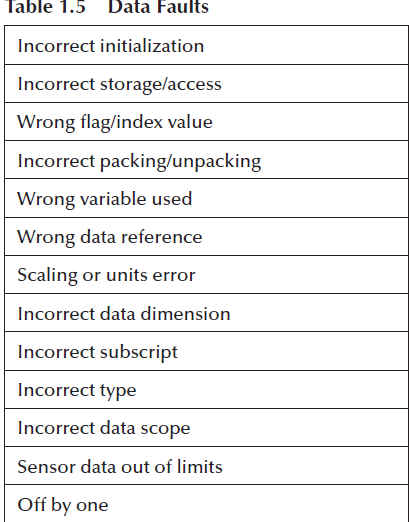 Table 1.5 Data Faults
Incorrect initialization
Incorrect storage/access
Wrong flag/index value
Incorrect packing/unpacking
Wrong variable used
Wrong data reference
Scaling or units error
Incorrect data dimension
Incorrect subscript
Incorrect type
Incorrect data scope
Sensor data out of limits
Off by one